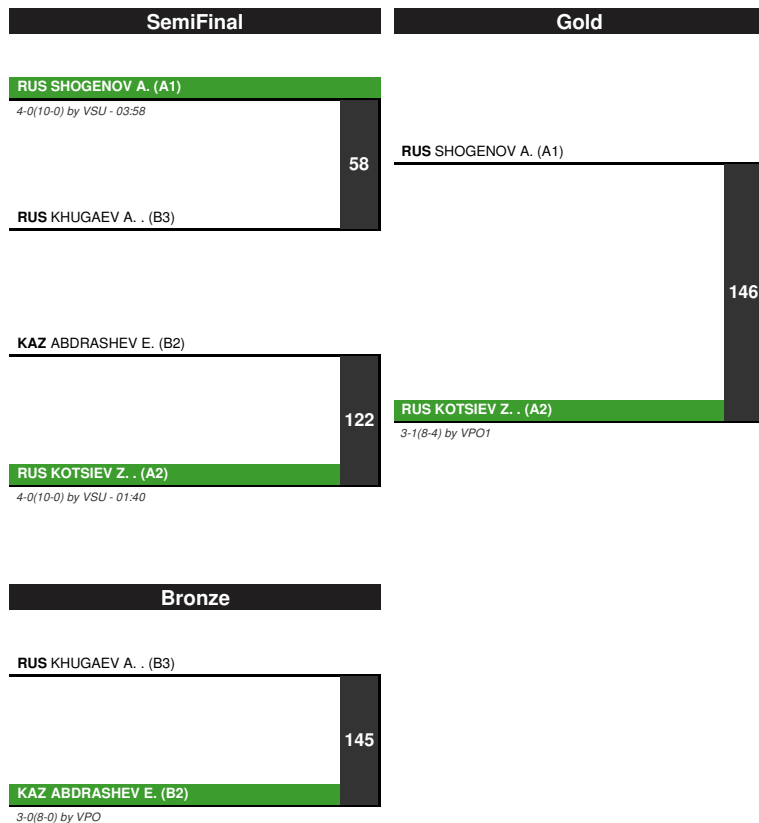 SemiFinal
RUS SHOGENOV A. (A1)
4-0(10-0) by VSU - 03:58
58
RUS KHUGAEV A. . (B3)
KAZ ABDRASHEV E. (B2)
122
RUS KOTSIEV Z. . (A2)
4-0(10-0) by VSU - 01:40
Gold
RUS SHOGENOV A. (A1)
146
RUS KOTSIEV Z. . (A2)
3-1(8-4) by VPO1
Bronze
RUS KHUGAEV A. . (B3)
145
KAZ ABDRASHEV E. (B2)
3-0(8-0) by VPO